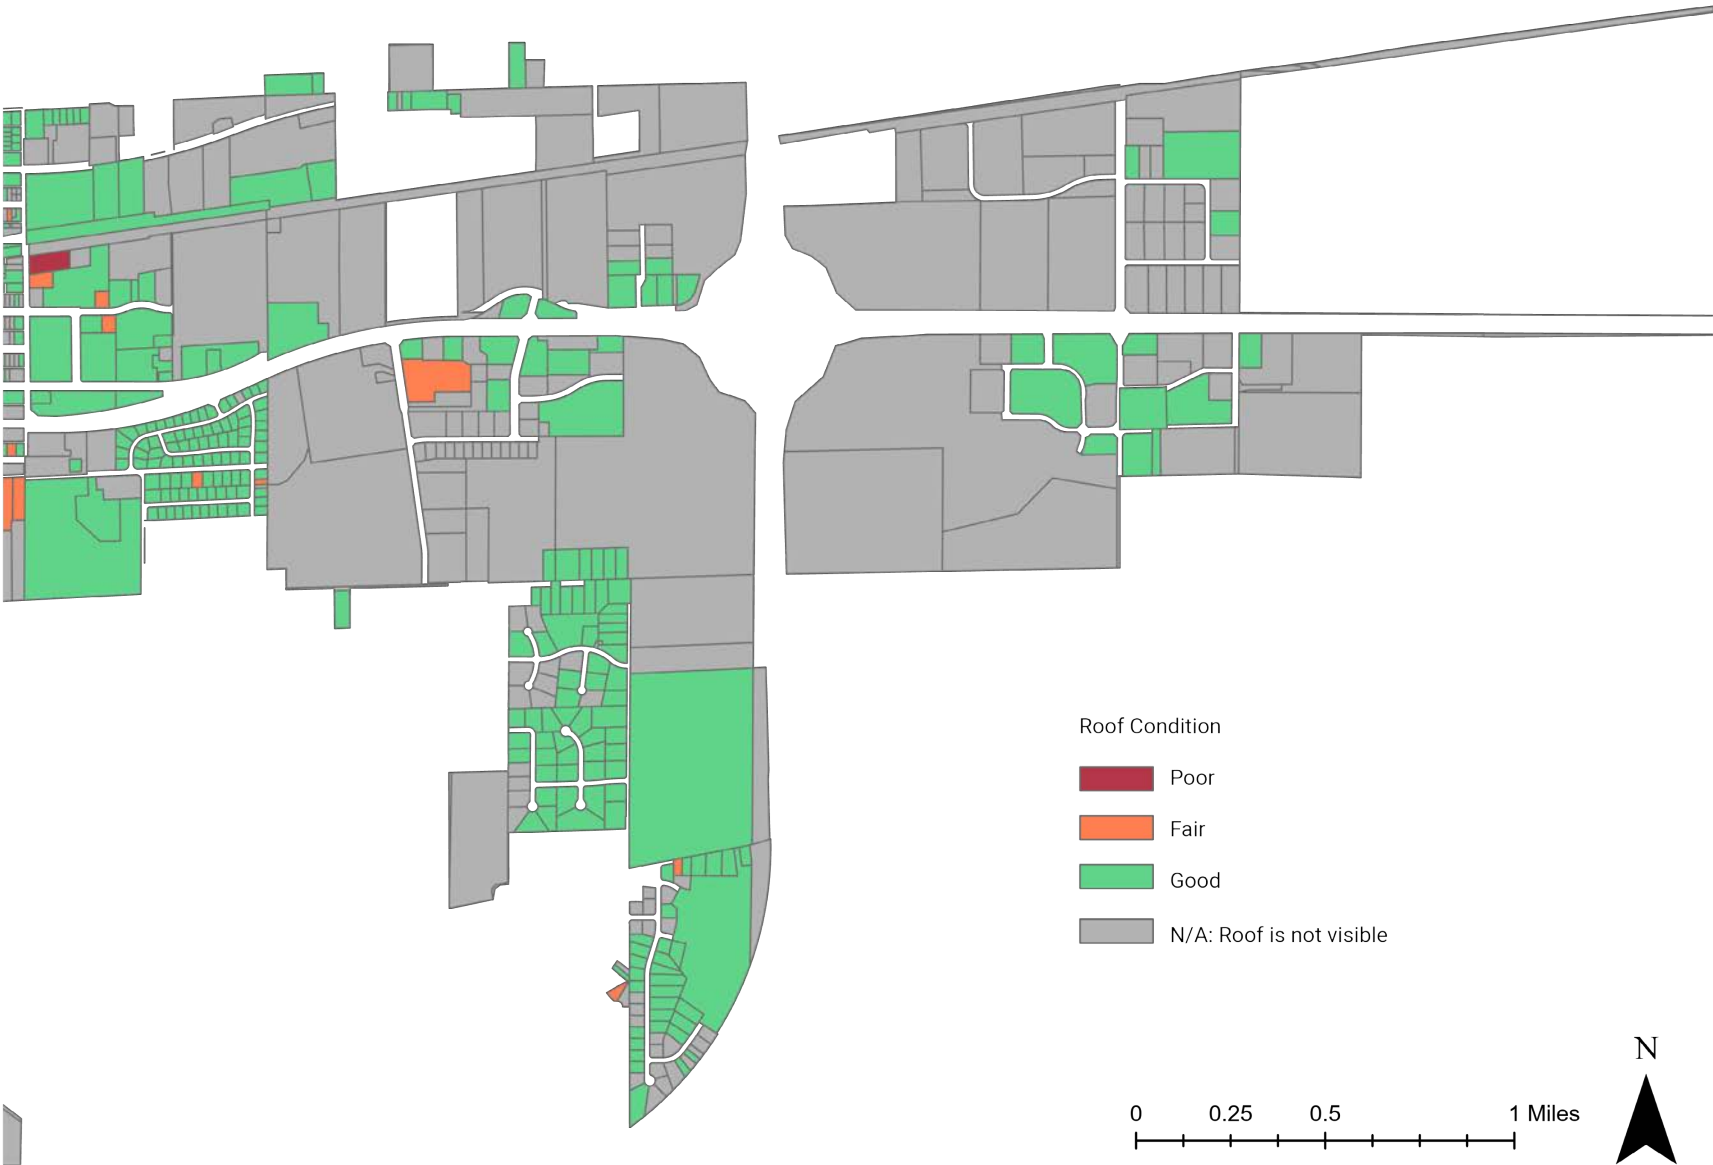 Roof Condition
Poor
Fair
Good
N/A: Roof is not visible
N
0 0.25 0.5 1 Miles